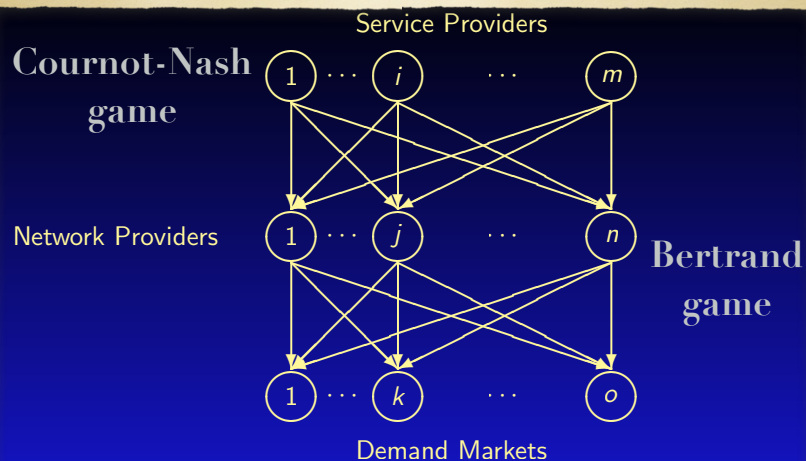 Service Providers
Cournot-Nash
game
1 ··· i ··· m
Network Providers
1 ··· j ··· n
Bertrand
game
1 ··· k ··· o
Demand Markets